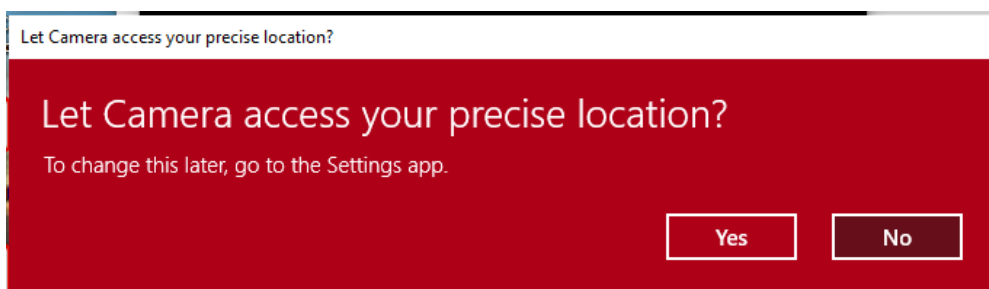 Let Camera access your precise location?
Let Camera access your precise location?
To change this later, go to the Settings app.
Yes No